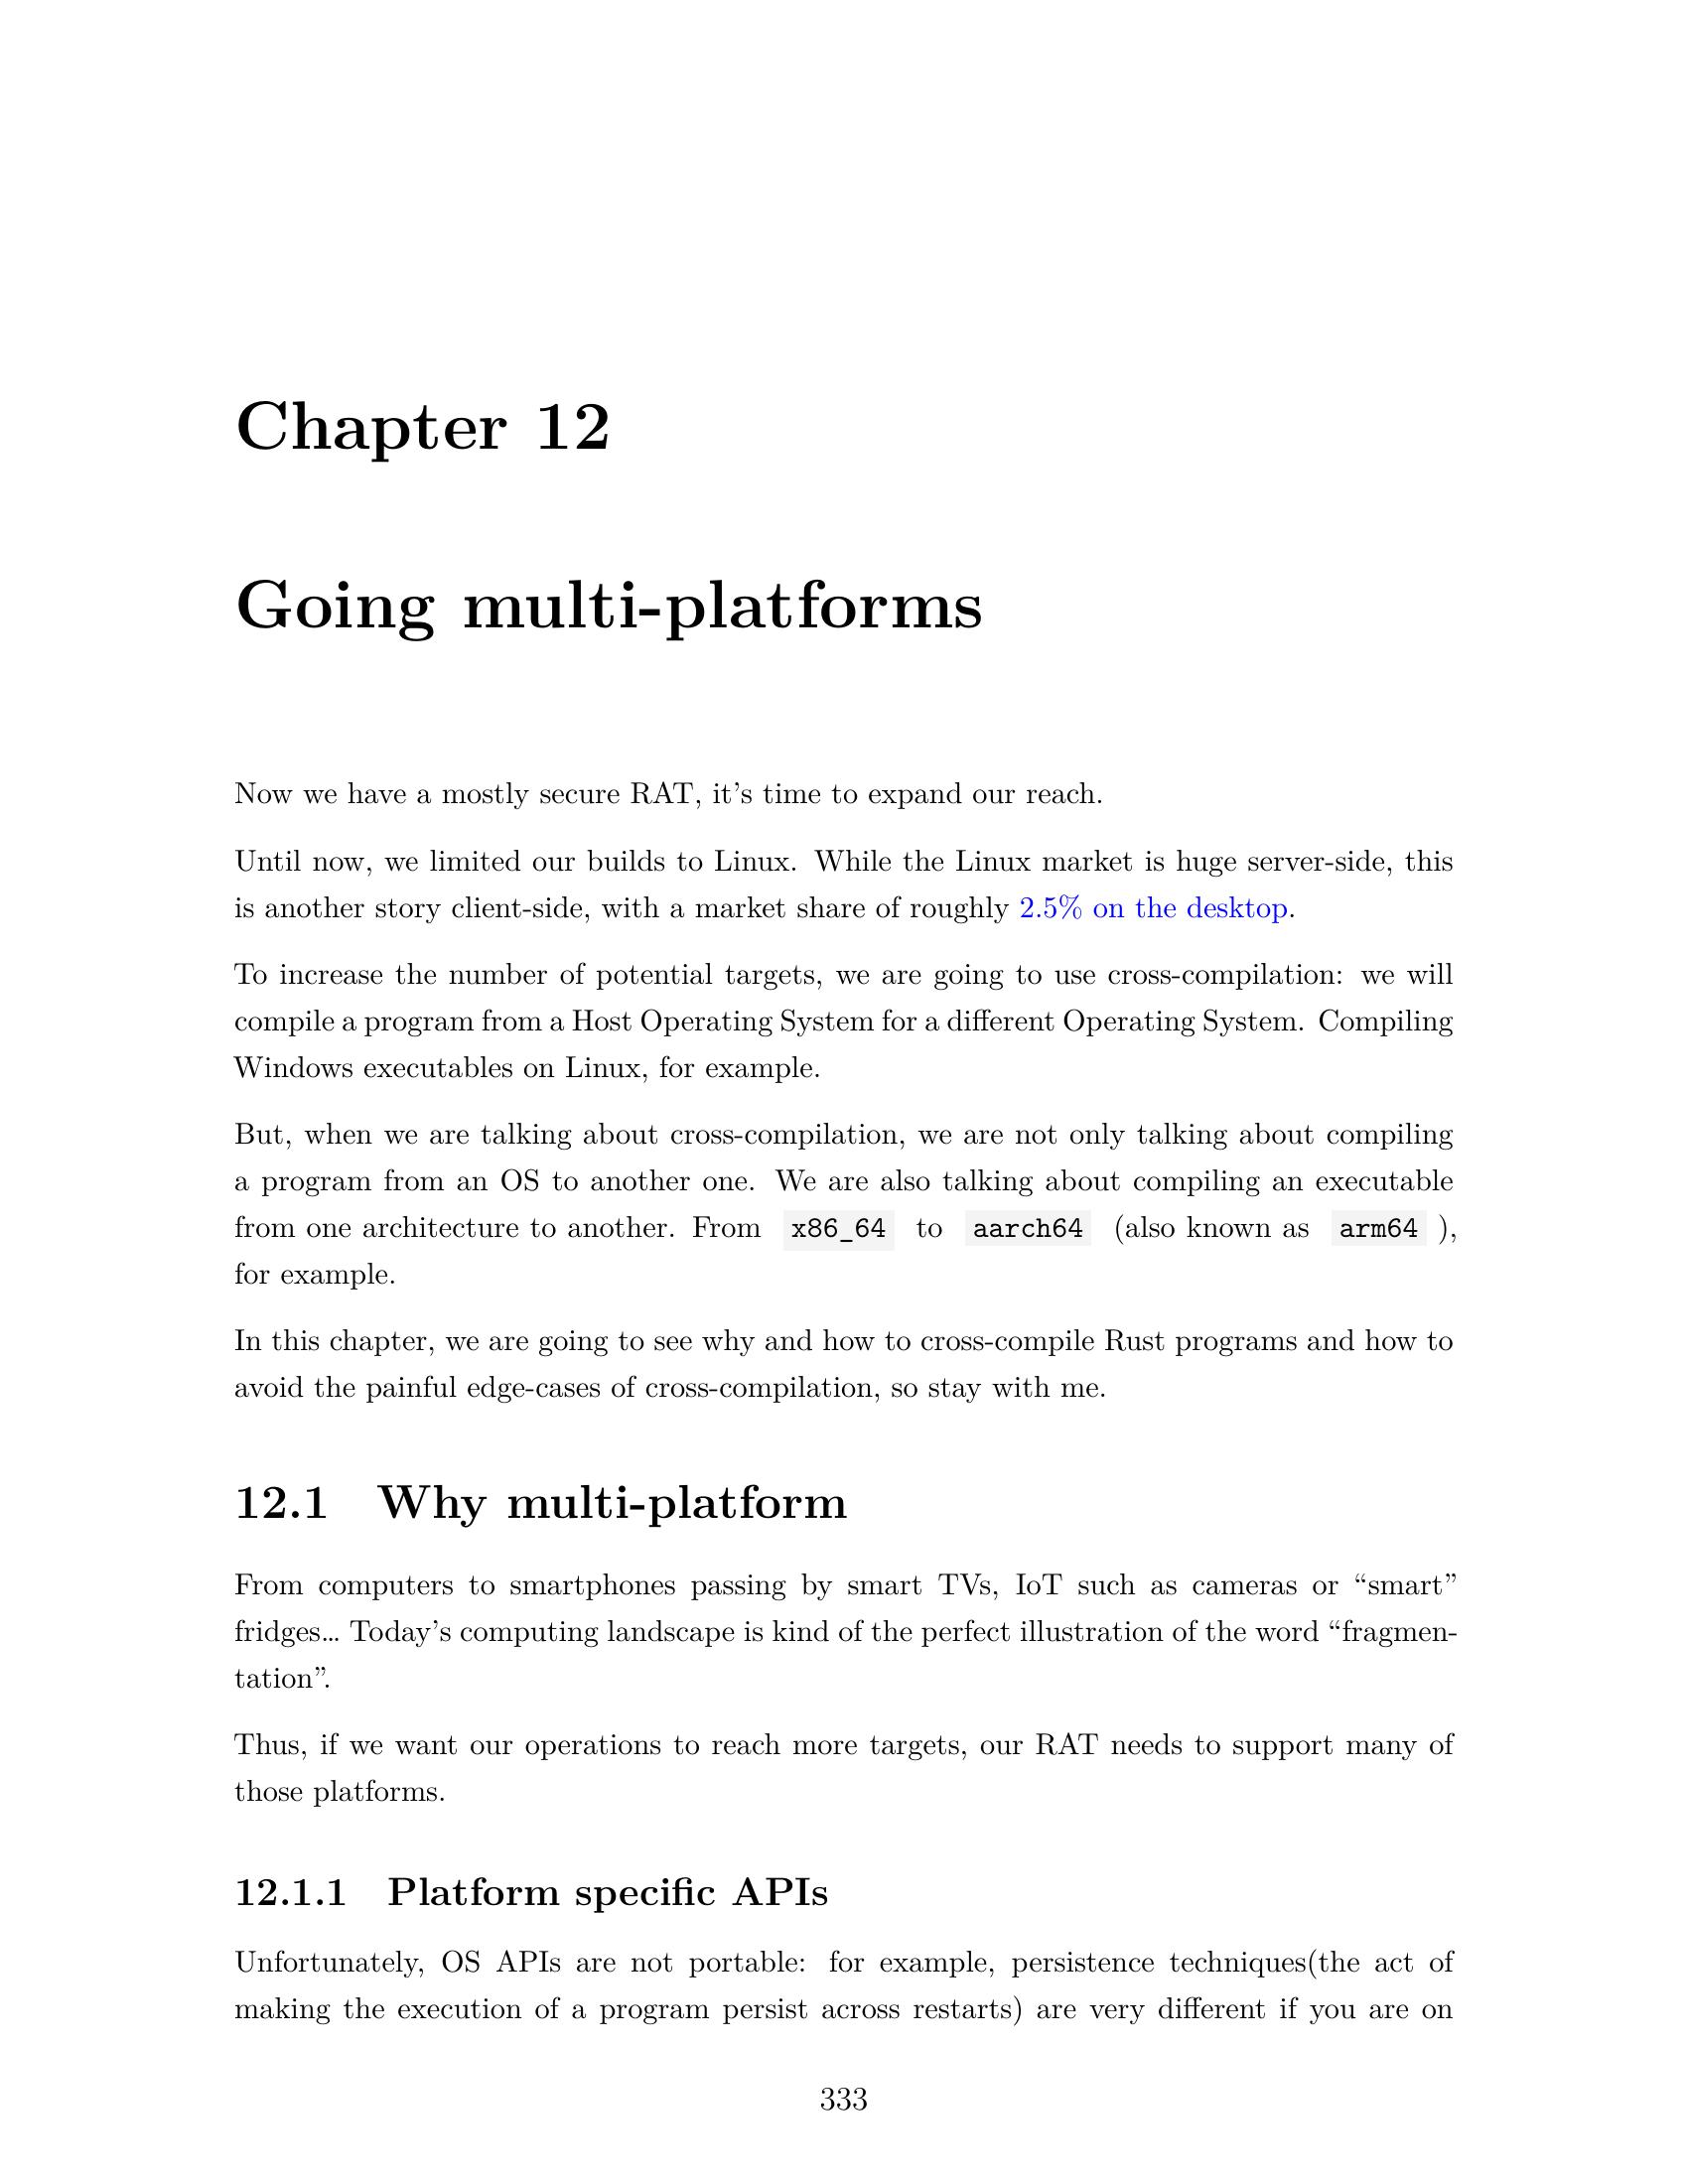 Chapter 12
Going multi-platforms
Now we have a mostly secure RAT, it’s time to expand our reach.
Until now, we limited our builds to Linux. While the Linux market is huge server-side, this
is another story client-side, with a market share of roughly 2.5% on the desktop.
To increase the number of potential targets, we are going to use cross-compilation: we will
compile a program from a Host Operating System for a different Operating System. Compiling
Windows executables on Linux, for example.
But, when we are talking about cross-compilation, we are not only talking about compiling
a program from an OS to another one. We are also talking about compiling an executable
from one architecture to another. From x86_64 to aarch64 (also known as arm64 ),
for example.
In this chapter, we are going to see why and how to cross-compile Rust programs and how to
avoid the painful edge-cases of cross-compilation, so stay with me.
12.1 Why multi-platform
From computers to smartphones passing by smart TVs, IoT such as cameras or “smart”
fridges… Today’s computing landscape is kind of the perfect illustration of the word “fragmen-
tation”.
Thus, if we want our operations to reach more targets, our RAT needs to support many of
those platforms.
12.1.1 Platform specific APIs
Unfortunately, OS APIs are not portable: for example, persistence techniques(the act of
making the execution of a program persist across restarts) are very different if you are on
333